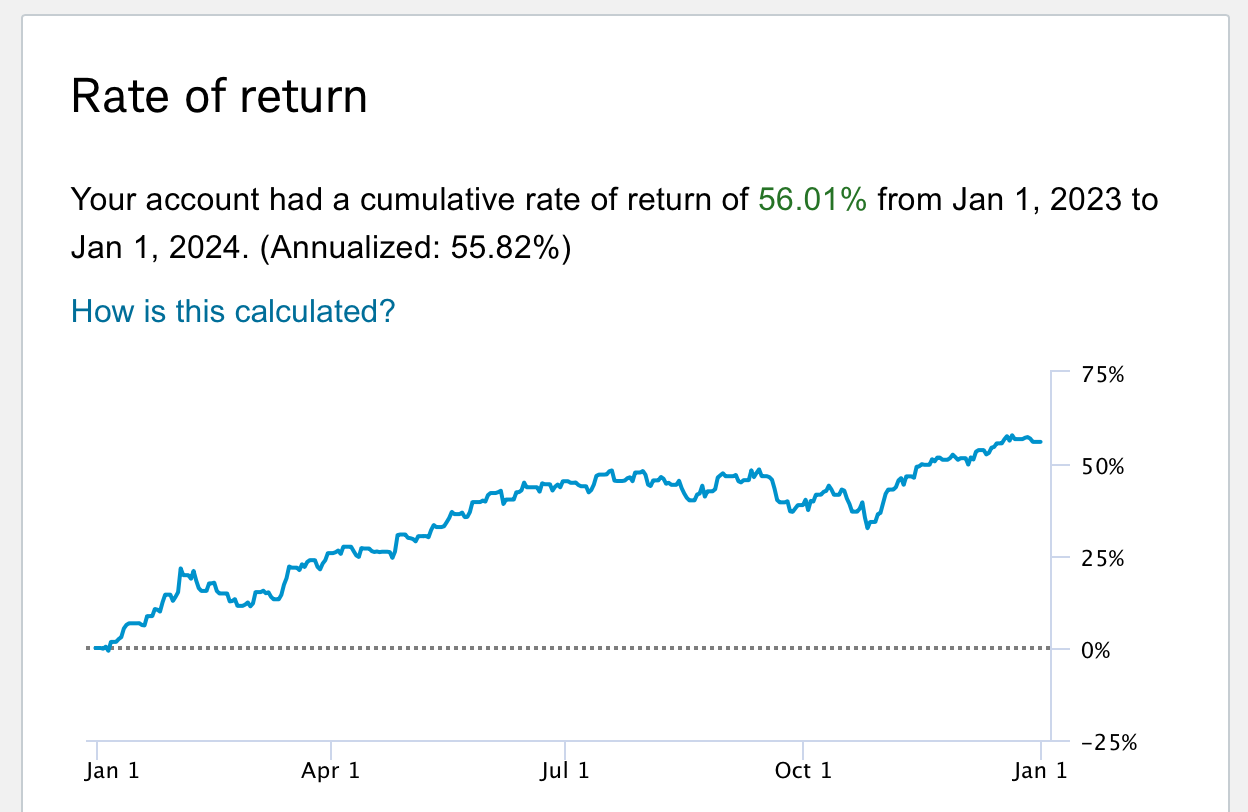 Rate of return
Your account had a cumulative rate of return of 56.01% from Jan 1, 2023 to
Jan 1, 2024. (Annualized: 55.82%)
How is this calculated?
75%
50%
25%
0%
−25%
Jan 1 Apr 1 Jul 1 Oct 1 Jan 1